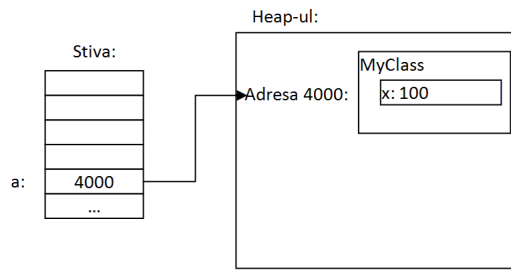 Heap-ul:
Stiva:
MyClass
x: 100
Adresa 4000:
a:
4000
...